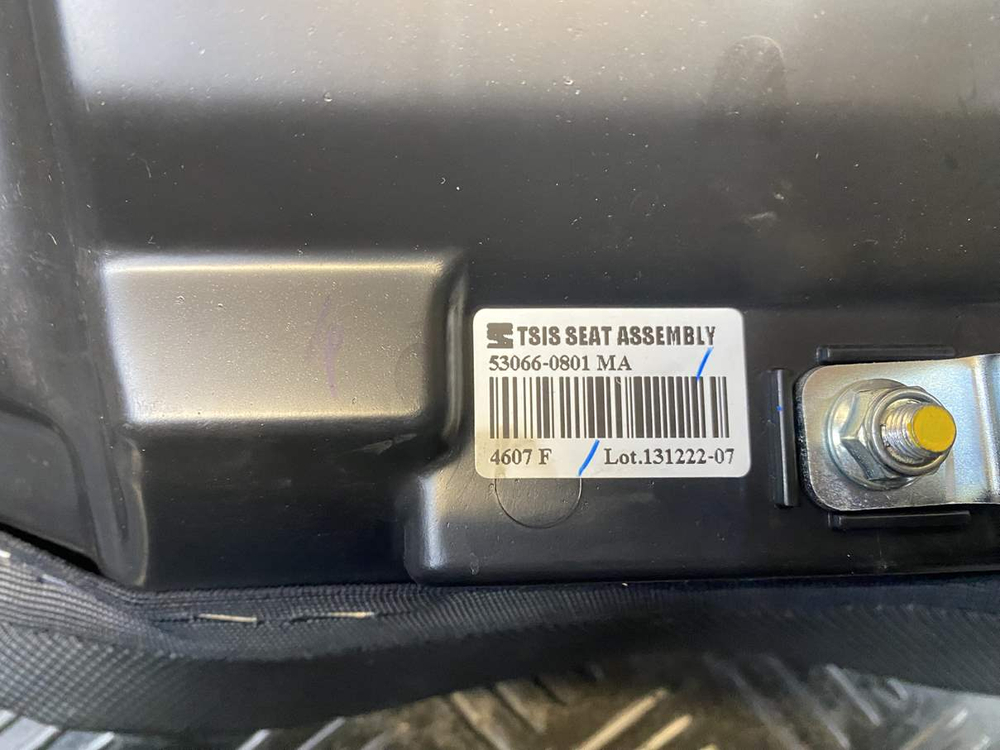 TSIS SEAT ASSEMBLY
53066-0801 MA
4607 F Lot.131222-07